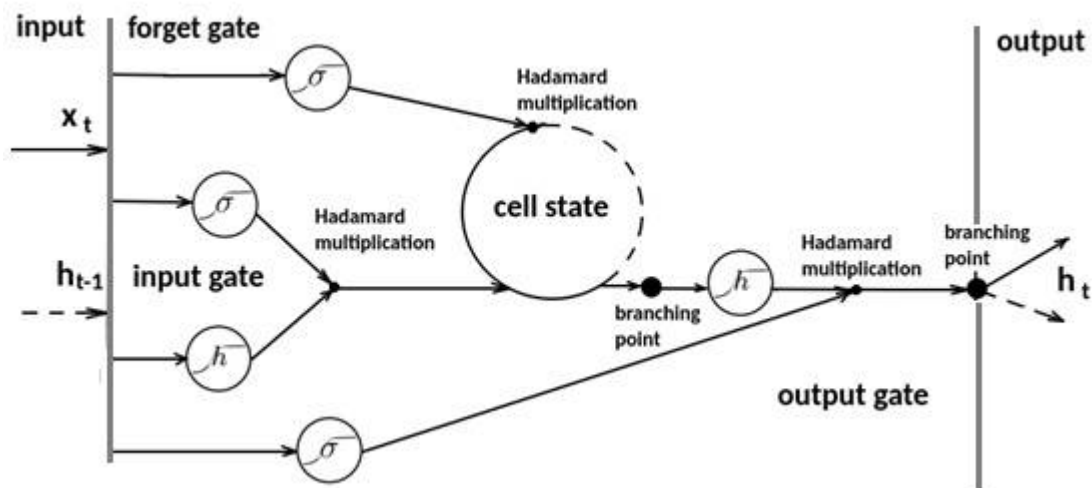 input
forget gate
output
σ
Hadamard
multiplication
x t
σ
cell state
Hadamard
multiplication
Hadamard
multiplication
branching
point
h t-1
input gate
h
h t
branching
point
h
output gate
σ